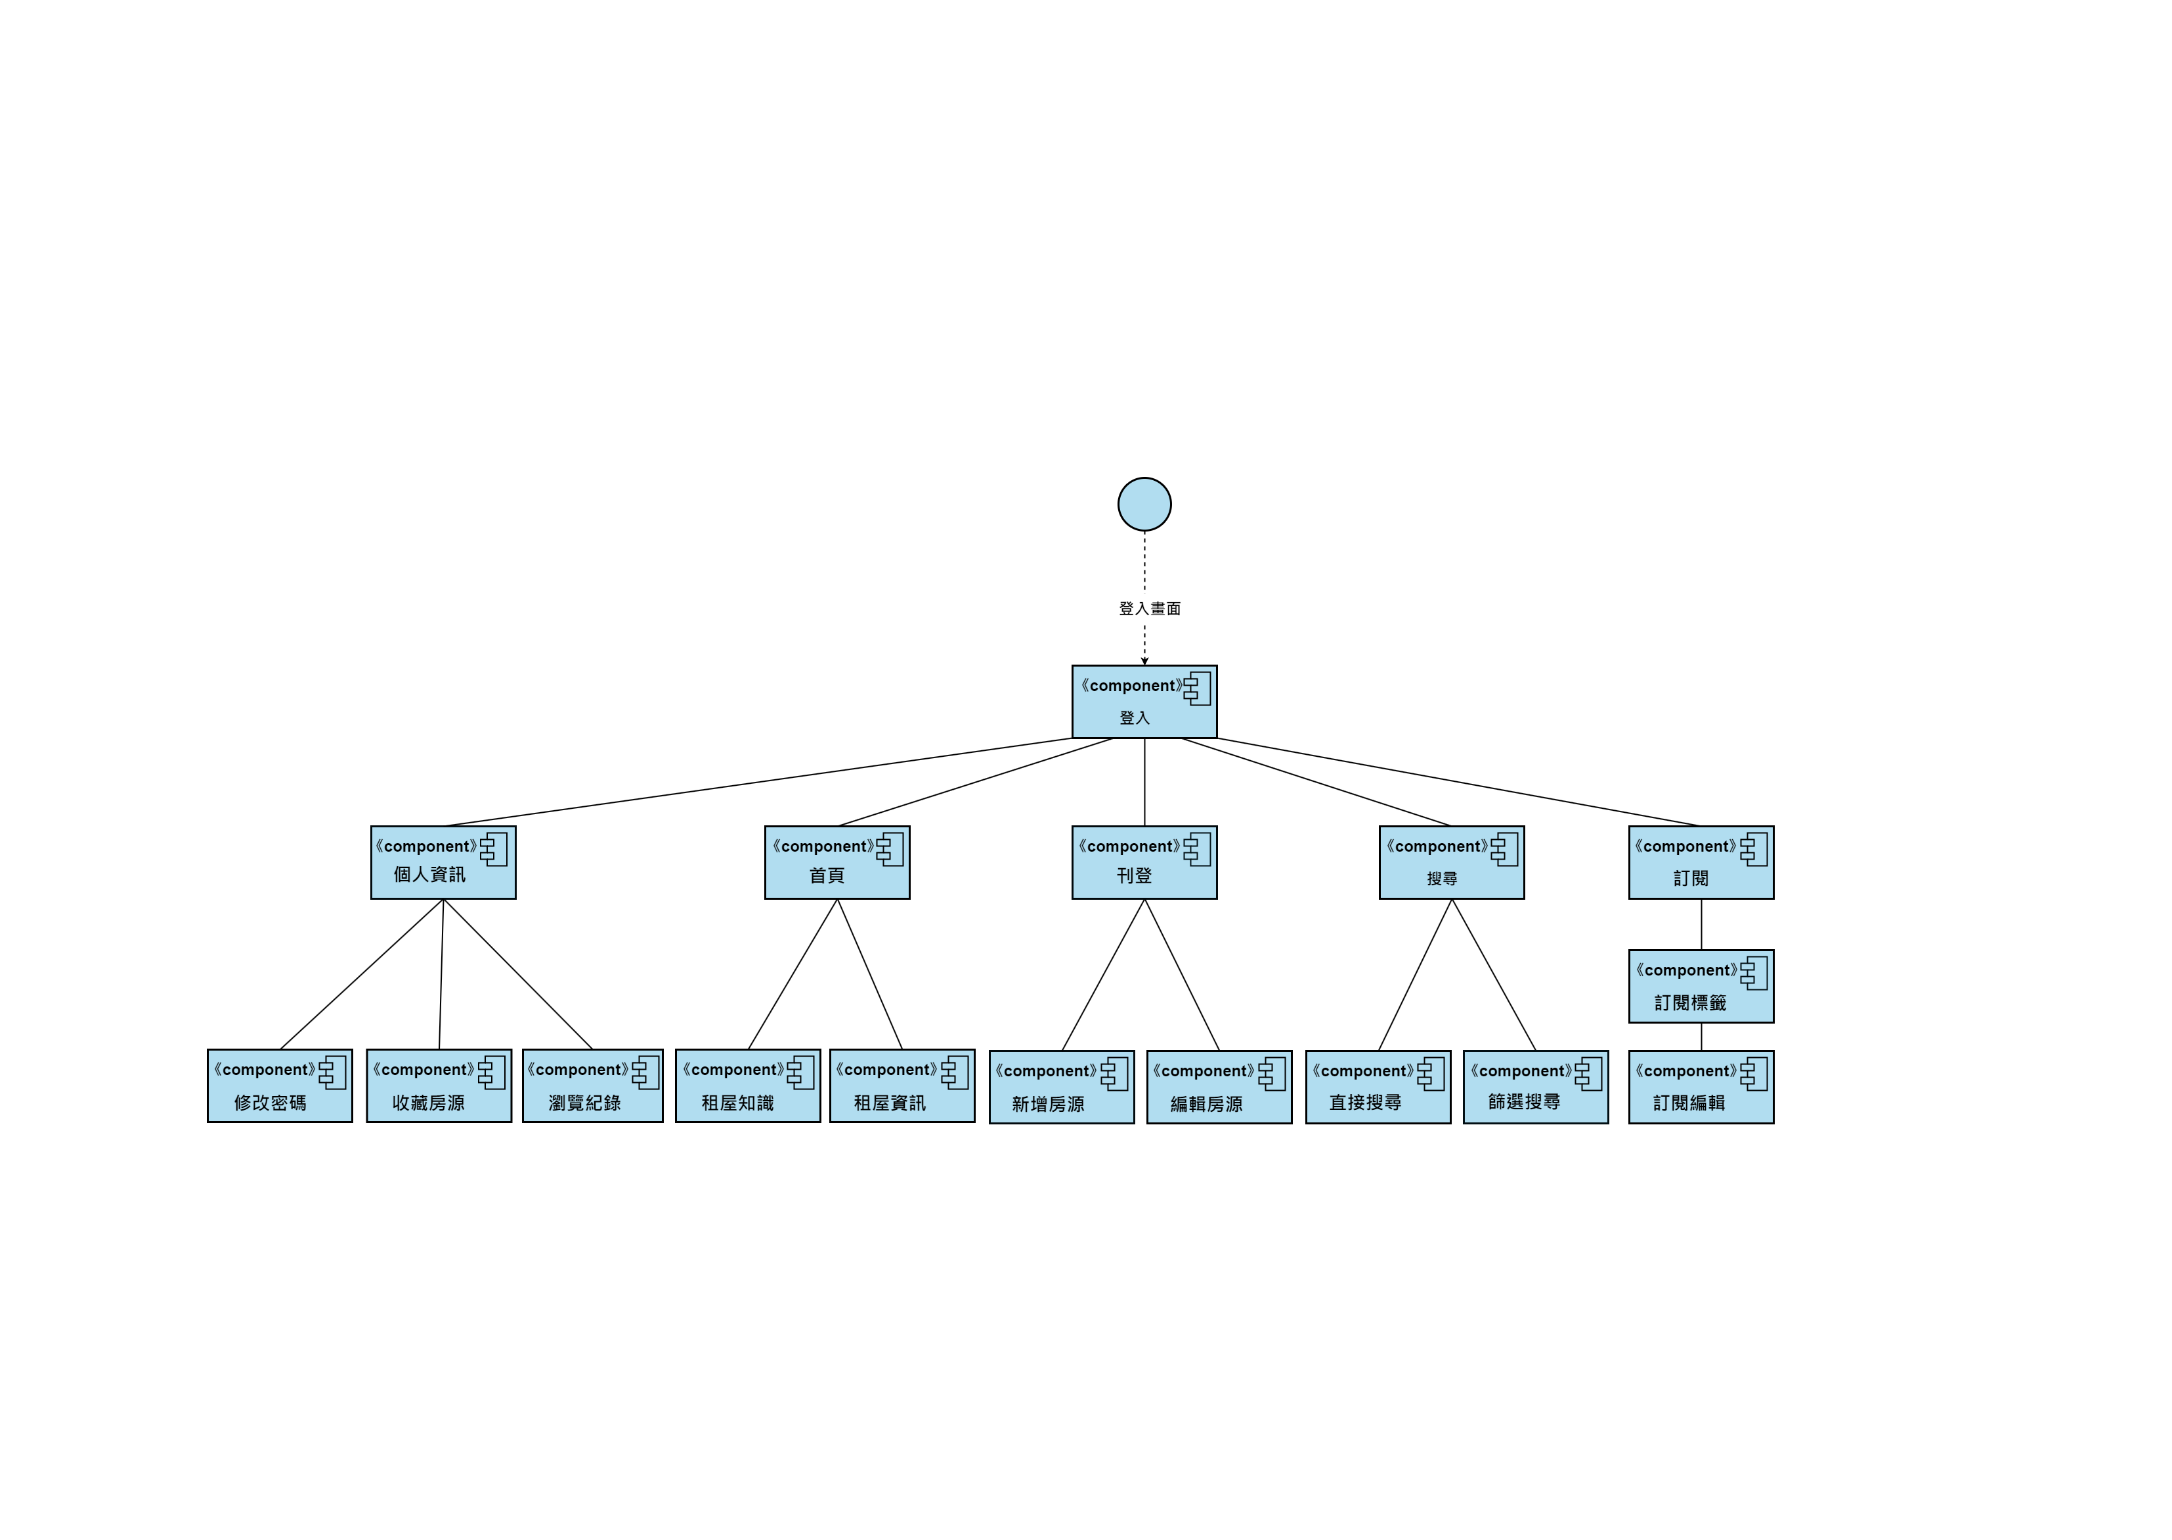 登入畫面
《component》
登入
《component》
個人資訊
《component》
首頁
《component》
刊登
《component》
搜尋
《component》
訂閱
《component》
訂閱標籤
《component》
修改密碼
《component》
收藏房源
《component》
瀏覽紀錄
《component》
租屋知識
《component》
租屋資訊
《component》
新增房源
《component》
編輯房源
《component》
直接搜尋
《component》
篩選搜尋
《component》
訂閱編輯